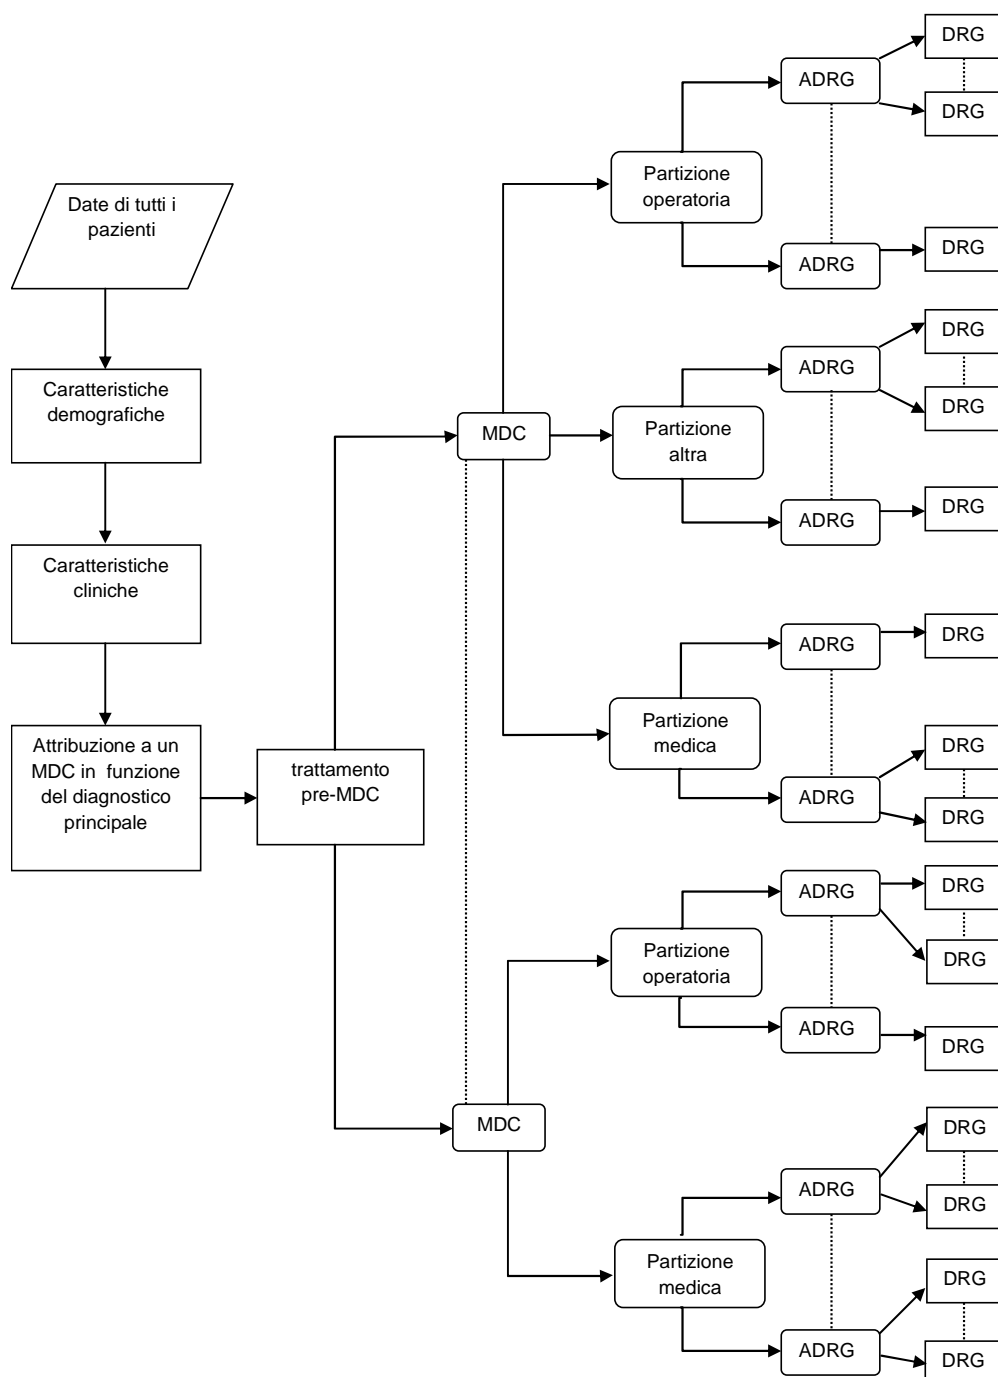 Date di tutti i
pazienti
Caratteristiche
demografiche
Caratteristiche
cliniche
Attribuzione a un
MDC in funzione
del diagnostico
principale
trattamento
pre-MDC
MDC
Partizione
operatoria
ADRG
DRG
DRG
ADRG
DRG
Partizione
altra
ADRG
DRG
DRG
ADRG
DRG
Partizione
medica
ADRG
DRG
ADRG
DRG
DRG
MDC
Partizione
operatoria
ADRG
DRG
DRG
ADRG
DRG
Partizione
medica
ADRG
DRG
DRG
ADRG
DRG
DRG